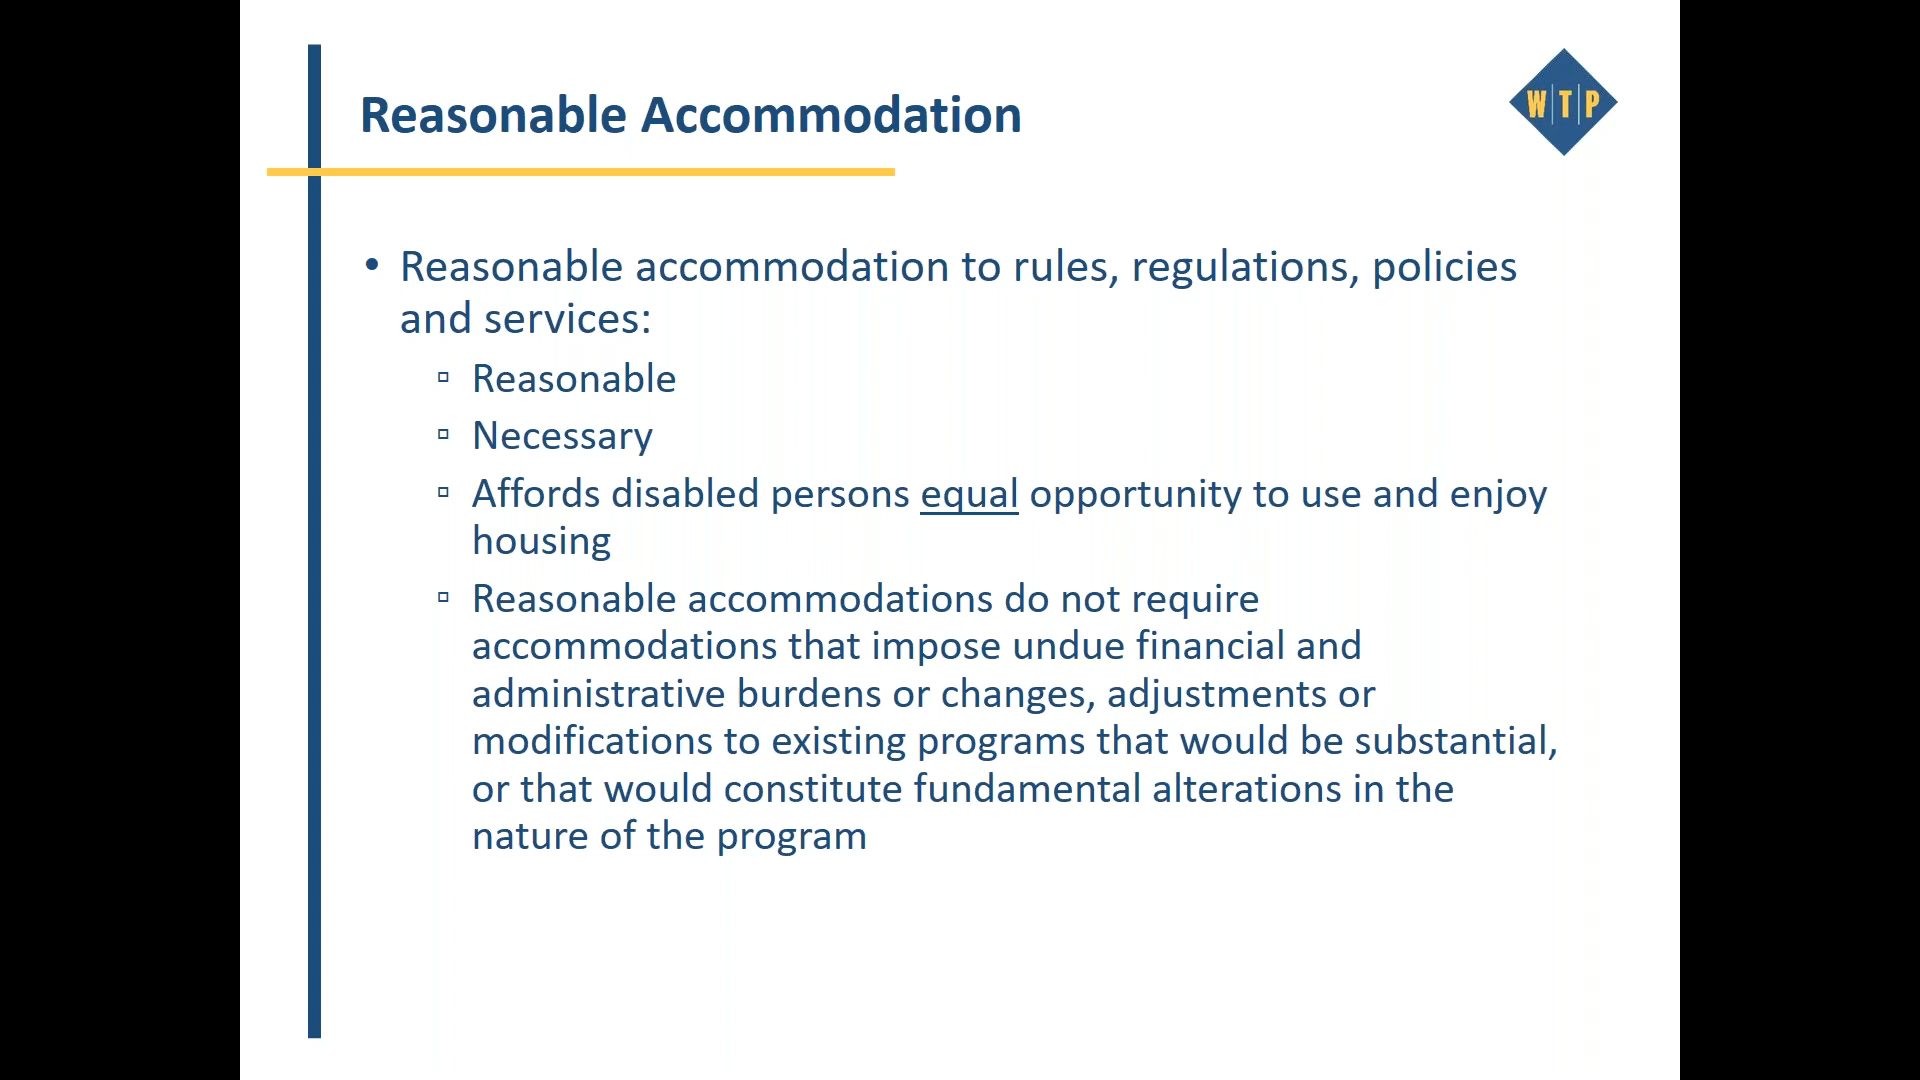 Reasonable Accommodation
W|T|P
• Reasonable accommodation to rules, regulations, policies
and services:
▫ Reasonable
▫ Necessary
▫ Affords disabled persons equal opportunity to use and enjoy
housing
▫ Reasonable accommodations do not require
accommodations that impose undue financial and
administrative burdens or changes, adjustments or
modifications to existing programs that would be substantial,
or that would constitute fundamental alterations in the
nature of the program